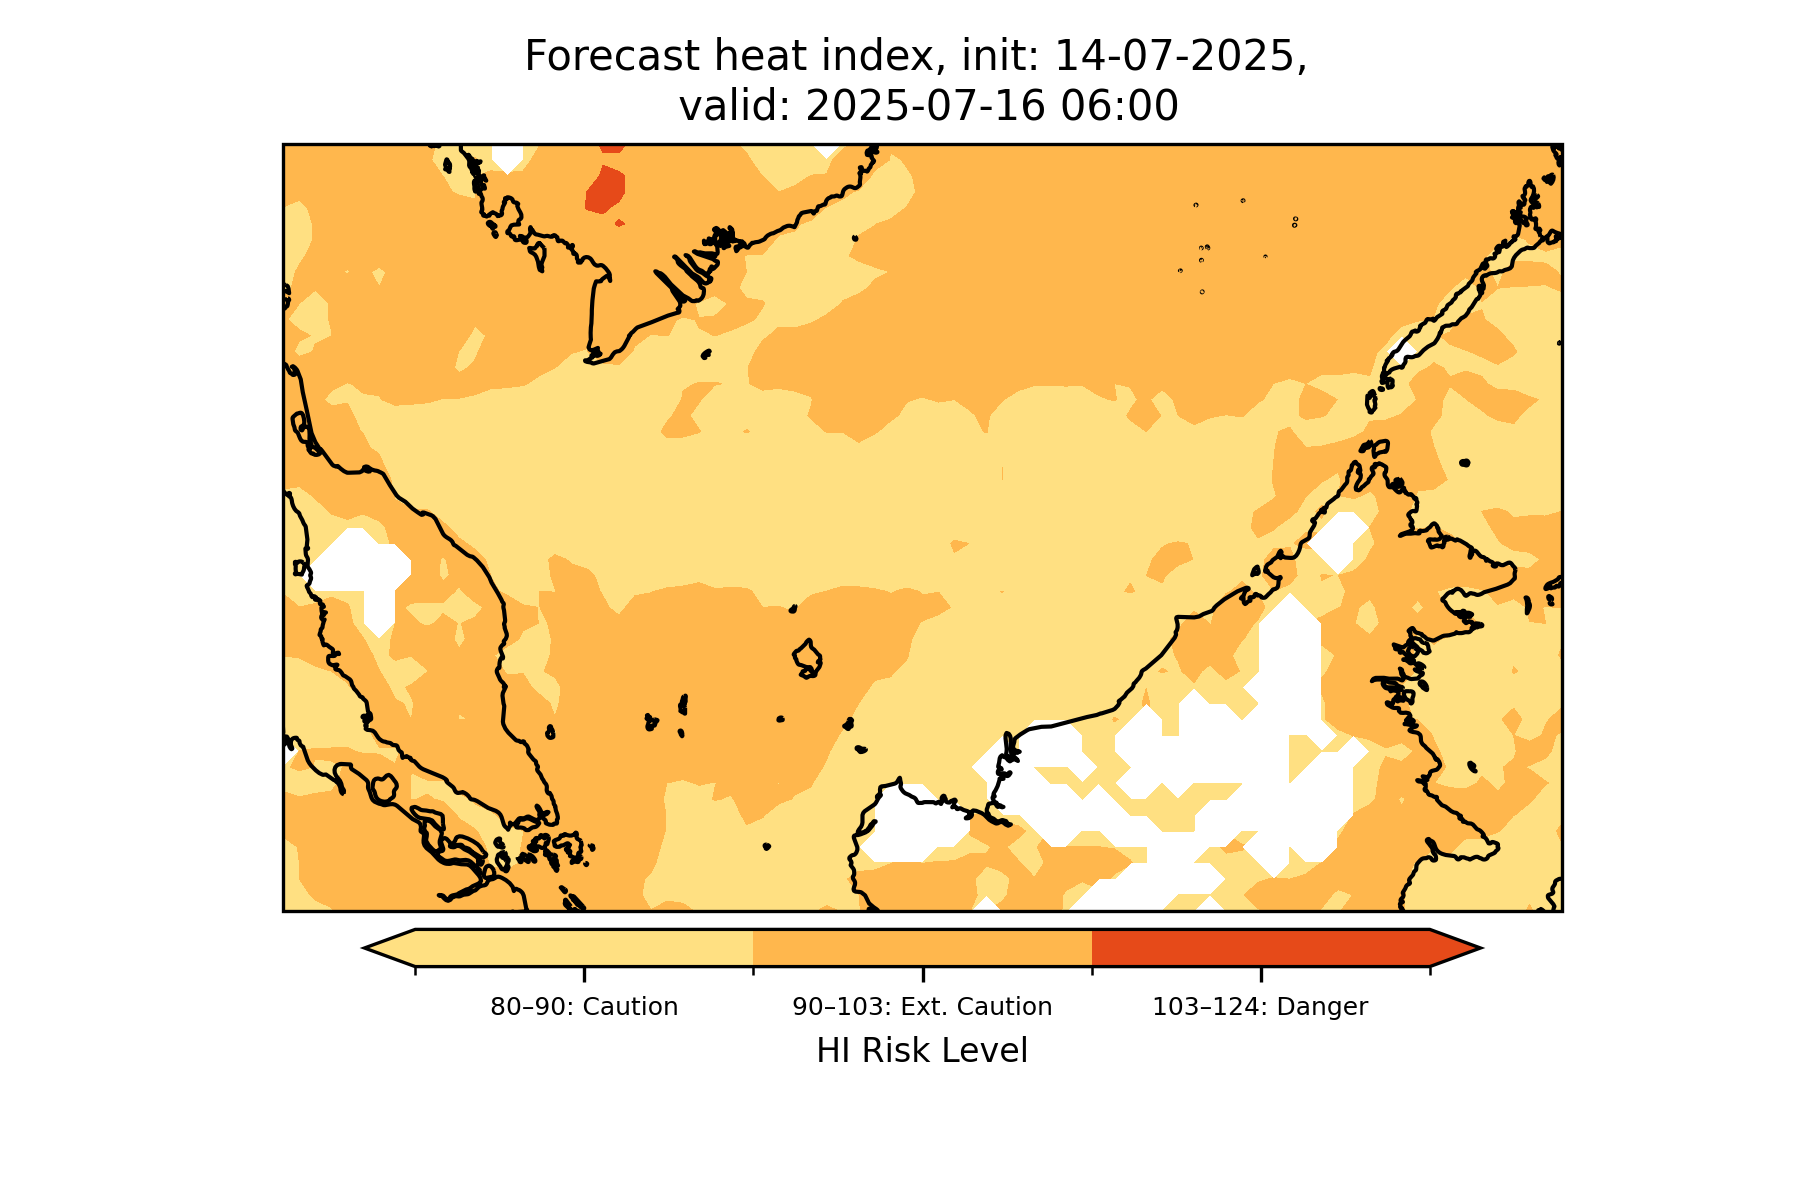 Forecast heat index, init: 14-07-2025,
valid: 2025-07-16 06:00
80–90: Caution
90–103: Ext. Caution
103–124: Danger
HI Risk Level